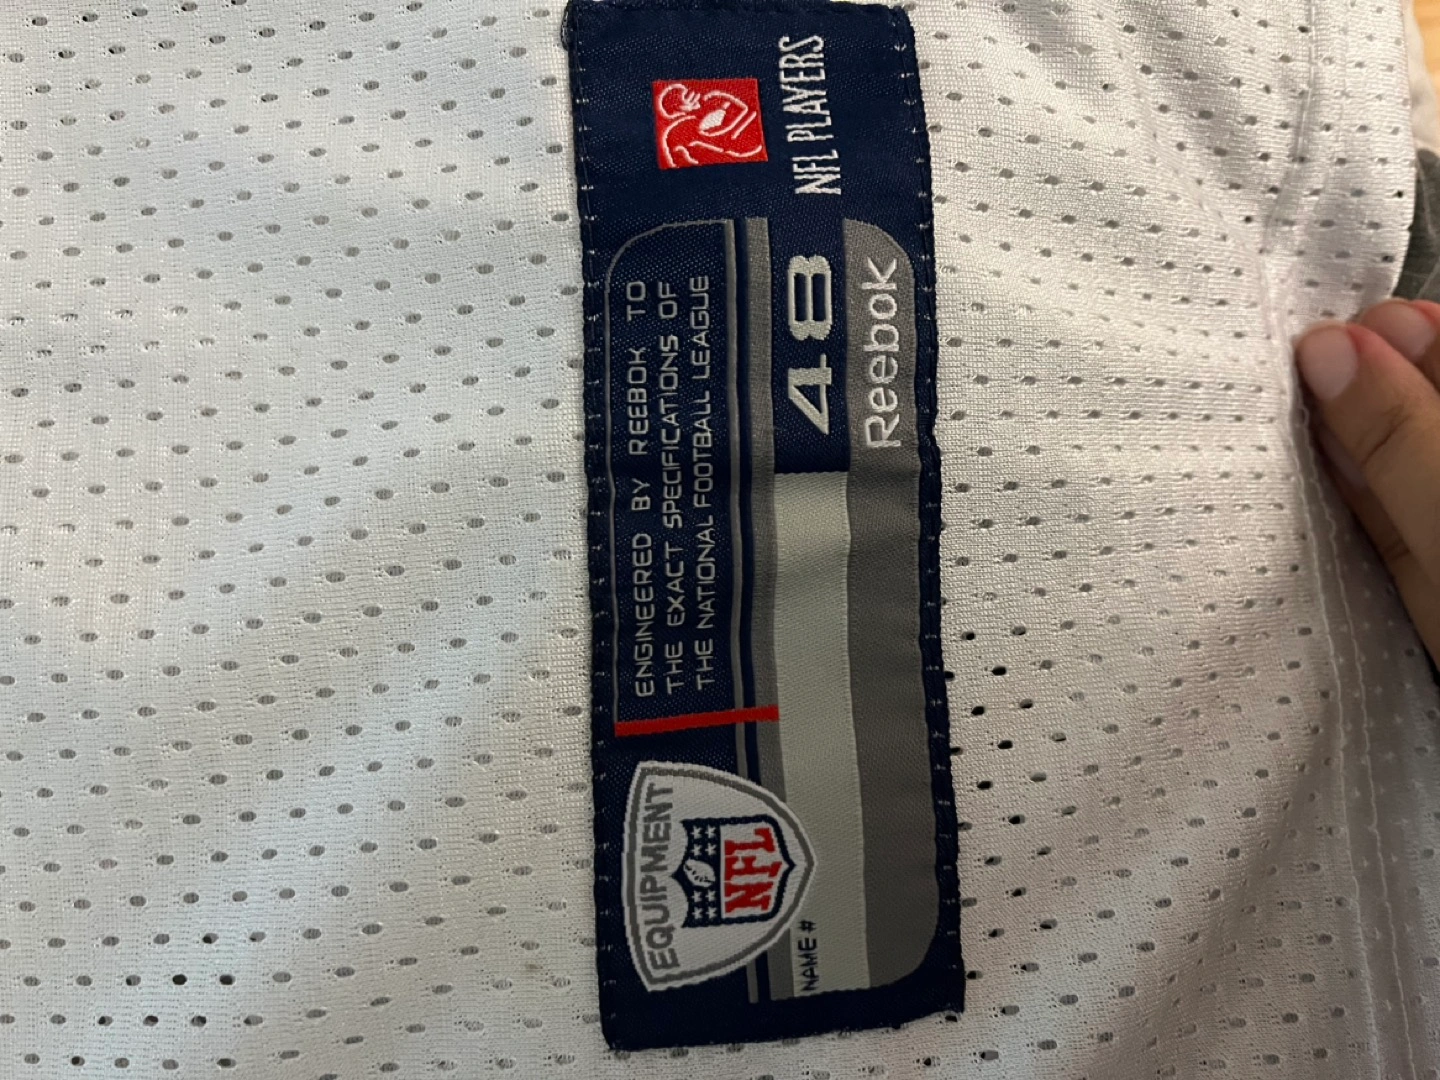 NFL PLAYERS
ENGINEERED BY REEBOK TO
THE EXACT SPECIFICATIONS OF
THE NATIONAL FOOTBALL LEAGUE
48
Reebok
EQUIPMENT
NFL
NAME #